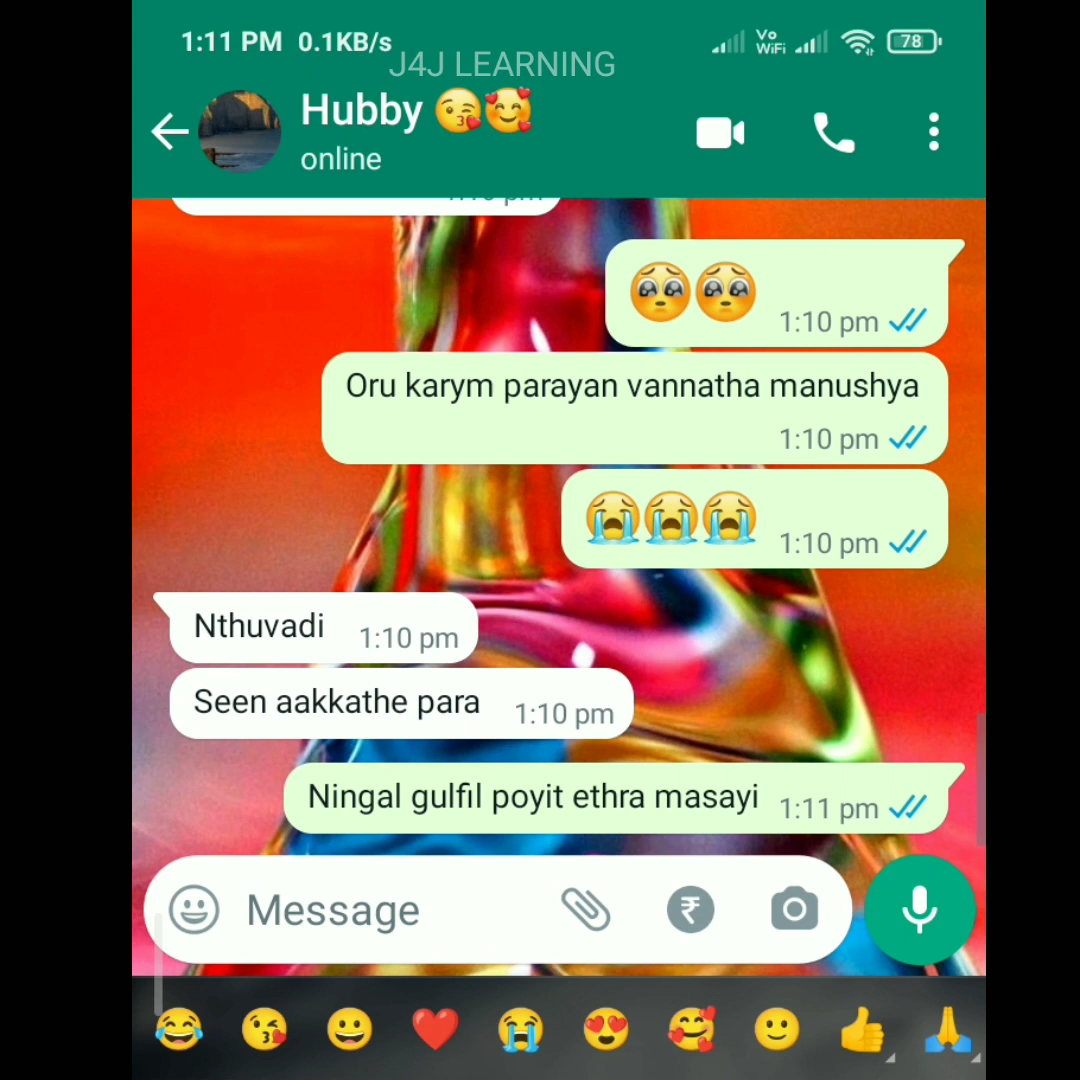 1:11 PM 0.1KB/s
Vo
WiFi
78
J4J LEARNING
Hubby 😘🥰
online
🥺🥺 1:10 pm
Oru karym parayan vannatha manushya
1:10 pm
😭😭😭 1:10 pm
Nthuvadi 1:10 pm
Seen aakkathe para 1:10 pm
Ningal gulfil poyit ethra masayi 1:11 pm
Message
₹
😂 😘 😀 ❤️ 😭 😍 🥰 🙂 👍 🙏